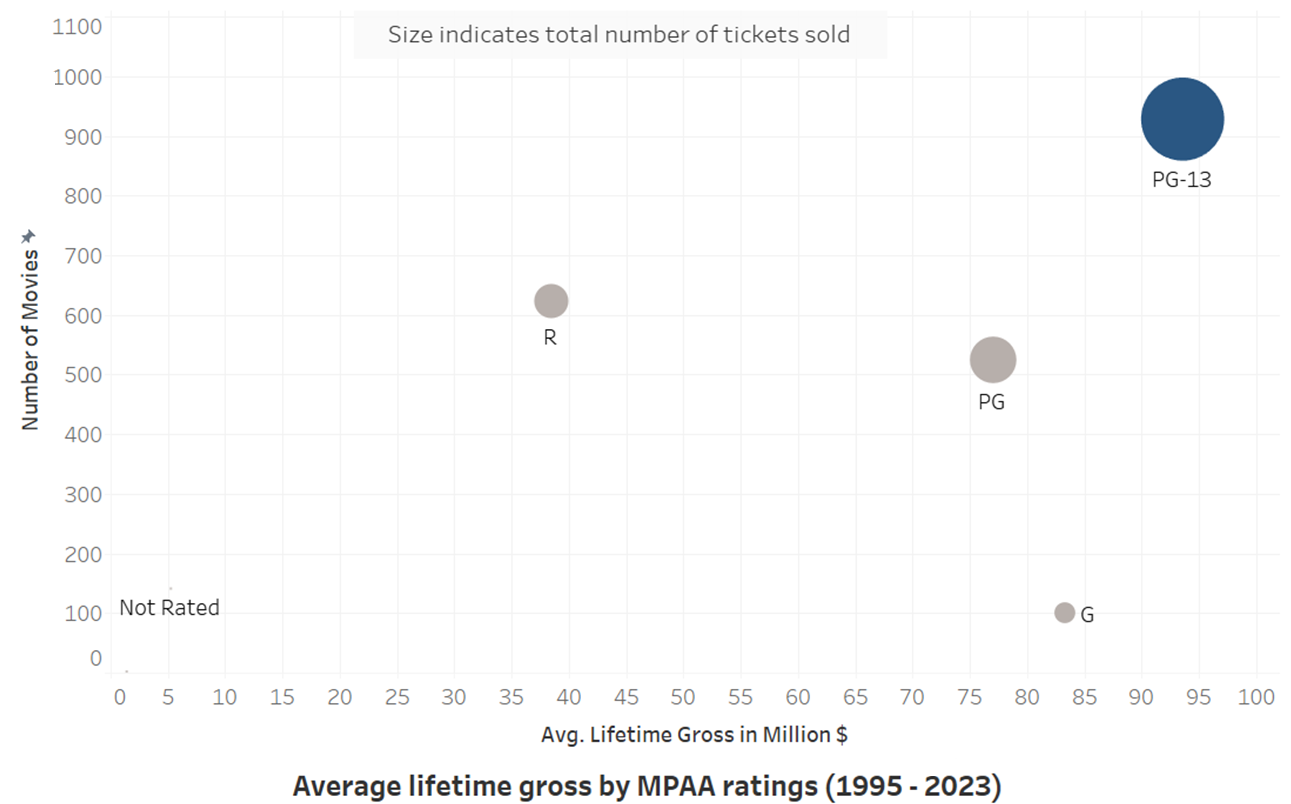 Size indicates total number of tickets sold
1100
1000
900
800
700
600
500
400
300
200
100
0
Number of Movies
PG-13
R
PG
Not Rated
G
0 5 10 15 20 25 30 35 40 45 50 55 60 65 70 75 80 85 90 95 100
Avg. Lifetime Gross in Million $
Average lifetime gross by MPAA ratings (1995 - 2023)